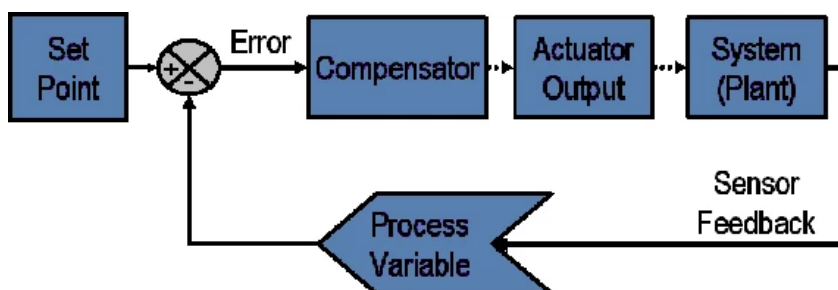 Set
Point
+
-
Error
Compensator
Actuator
Output
System
(Plant)
Sensor
Feedback
Process
Variable